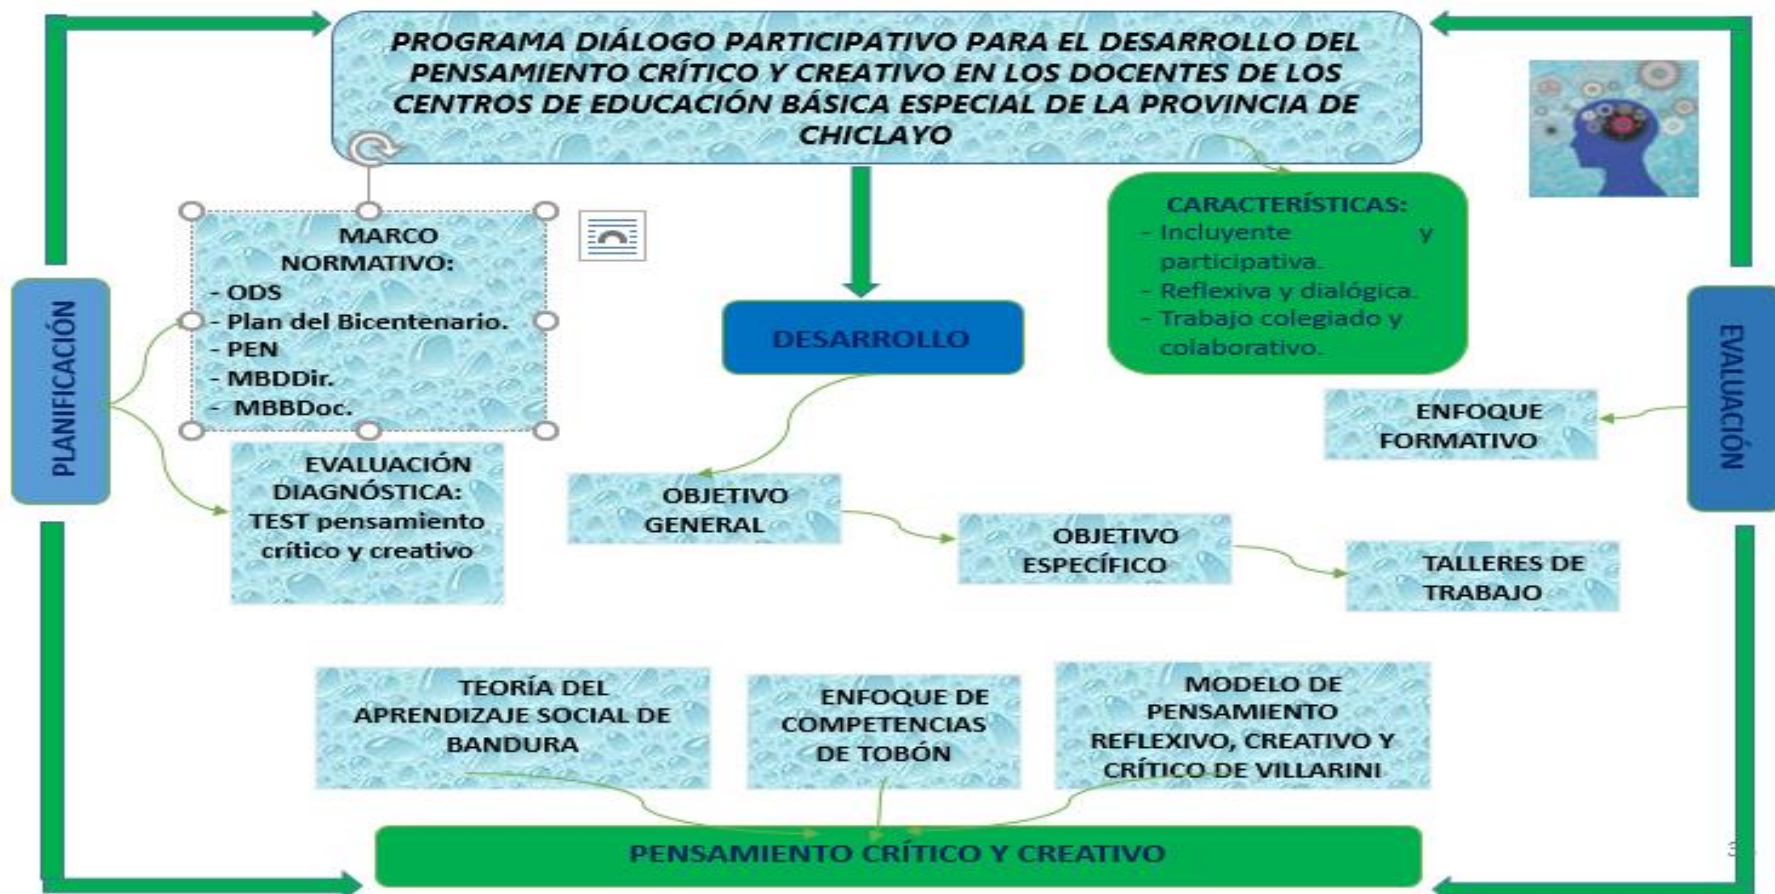 PROGRAMA DIÁLOGO PARTICIPATIVO PARA EL DESARROLLO DEL
PENSAMIENTO CRÍTICO Y CREATIVO EN LOS DOCENTES DE LOS
CENTROS DE EDUCACIÓN BÁSICA ESPECIAL DE LA PROVINCIA DE
CHICLAYO
PLANIFICACIÓN
MARCO
NORMATIVO:
- ODS
- Plan del Bicentenario.
- PEN
- MBDDir.
- MBBDoc.
EVALUACIÓN
DIAGNÓSTICA:
TEST pensamiento
crítico y creativo
DESARROLLO
CARACTERÍSTICAS:
- Incluyente y
participativa.
- Reflexiva y dialógica.
- Trabajo colegiado y
colaborativo.
EVALUACIÓN
ENFOQUE
FORMATIVO
OBJETIVO
GENERAL
OBJETIVO
ESPECÍFICO
TALLERES DE
TRABAJO
TEORÍA DEL
APRENDIZAJE SOCIAL DE
BANDURA
ENFOQUE DE
COMPETENCIAS
DE TOBÓN
MODELO DE
PENSAMIENTO
REFLEXIVO, CREATIVO Y
CRÍTICO DE VILLARINI
PENSAMIENTO CRÍTICO Y CREATIVO